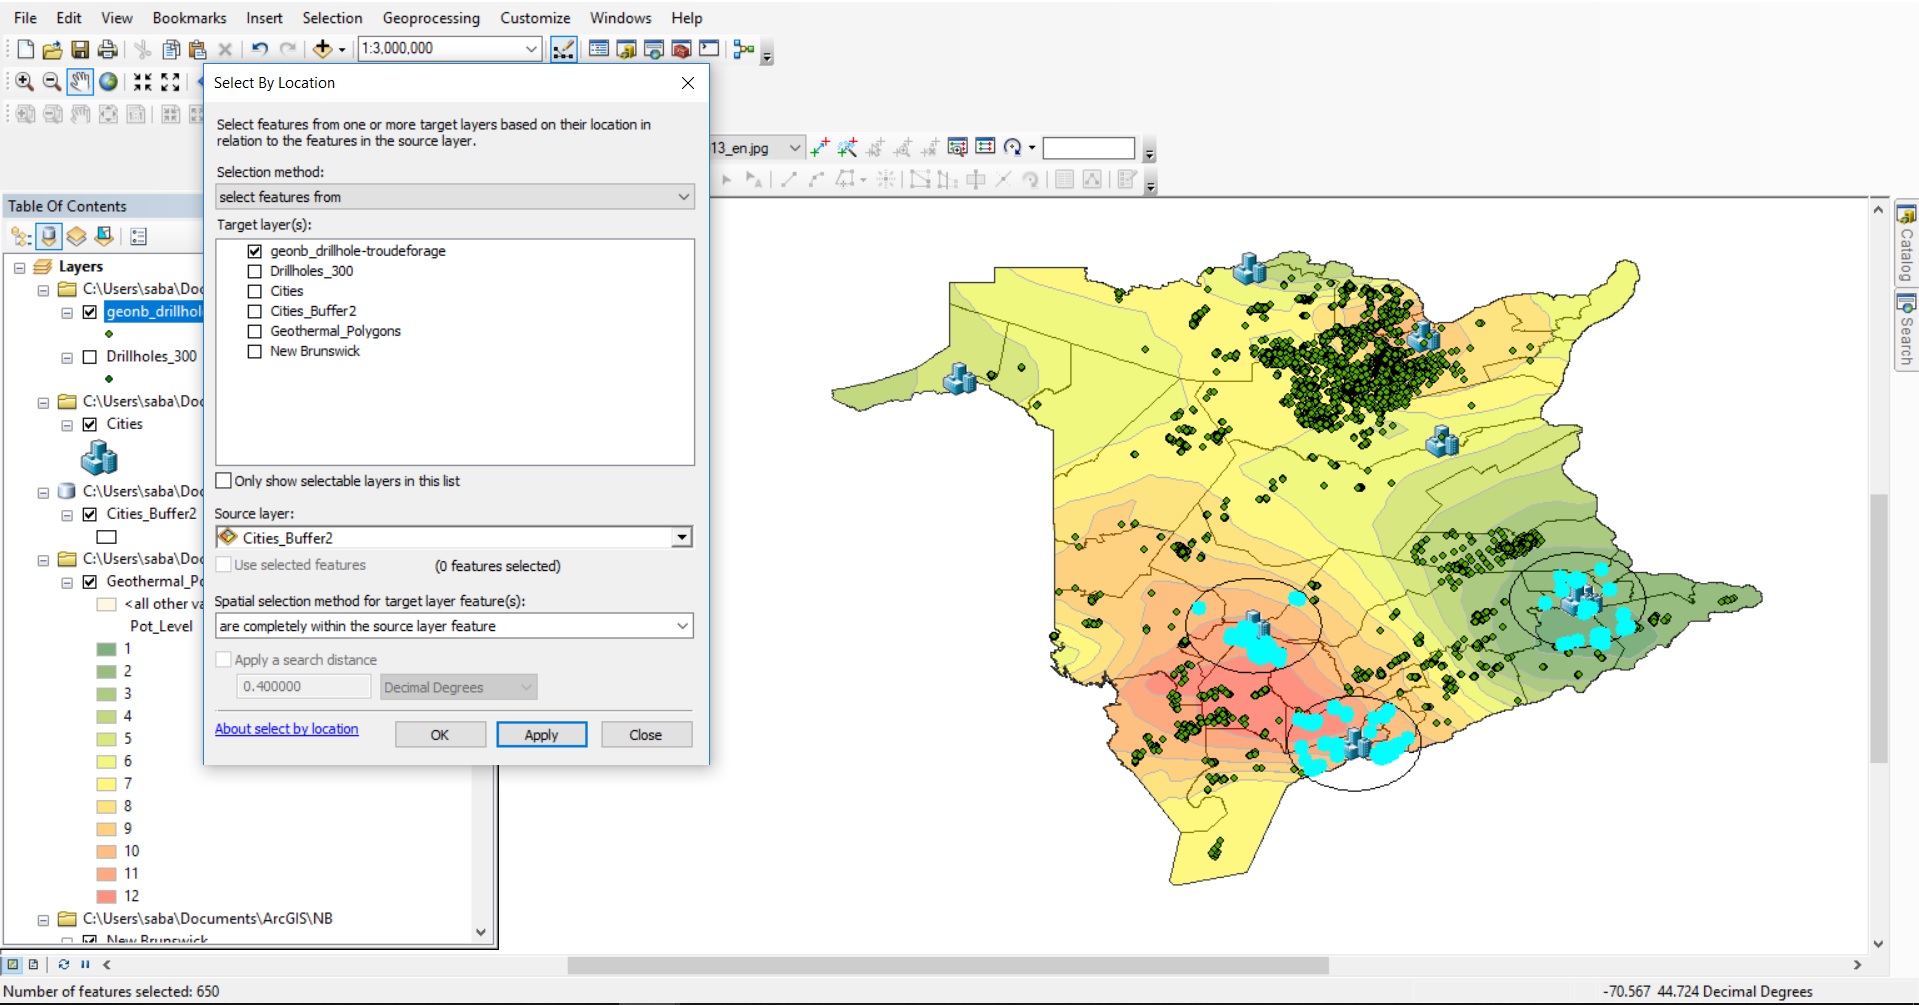 File Edit View Bookmarks Insert Selection Geoprocessing Customize Windows Help
1:3,000,000
Select By Location
Select features from one or more target layers based on their location in
relation to the features in the source layer.
Selection method:
select features from
Target layer(s):
geonb_drillhole-troudeforage
Drillholes_300
Cities
Cities_Buffer2
Geothermal_Polygons
New Brunswick
Only show selectable layers in this list
Source layer:
Cities_Buffer2
Use selected features (0 features selected)
Spatial selection method for target layer feature(s):
are completely within the source layer feature
Apply a search distance
0.400000 Decimal Degrees
About select by location OK Apply Close
13_en.jpg
Table Of Contents
Layers
C:\Users\saba\Doc
geonb_drillhol
Drillholes_300
C:\Users\saba\Doc
Cities
C:\Users\saba\Doc
Cities_Buffer2
C:\Users\saba\Doc
Geothermal_Po
<all other va
Pot_Level
1
2
3
4
5
6
7
8
9
10
11
12
C:\Users\saba\Documents\ArcGIS\NB
New Brunswick
Catalog
Search
Number of features selected: 650
-70.567 44.724 Decimal Degrees